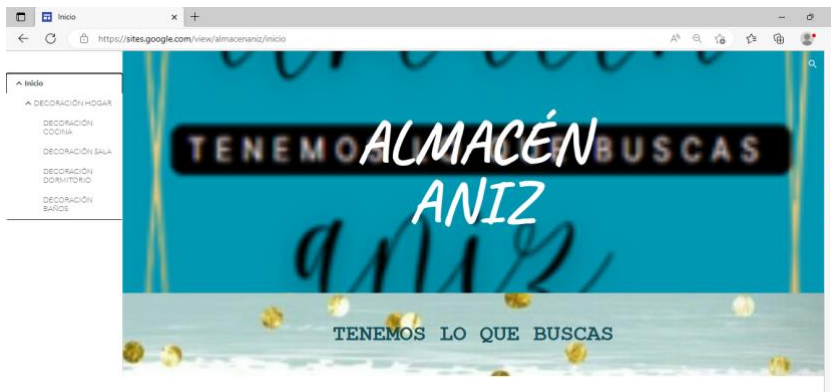 Inicio
https://sites.google.com/view/almacenaniz/inicio
Inicio
DECORACIÓN HOGAR
DECORACIÓN
COCINA
DECORACIÓN SALA
DECORACIÓN
DORMITORIO
DECORACIÓN
BAÑOS
TENEMOS BUSCAS
ALMACÉN
ANIZ
aniz
TENEMOS LO QUE BUSCAS